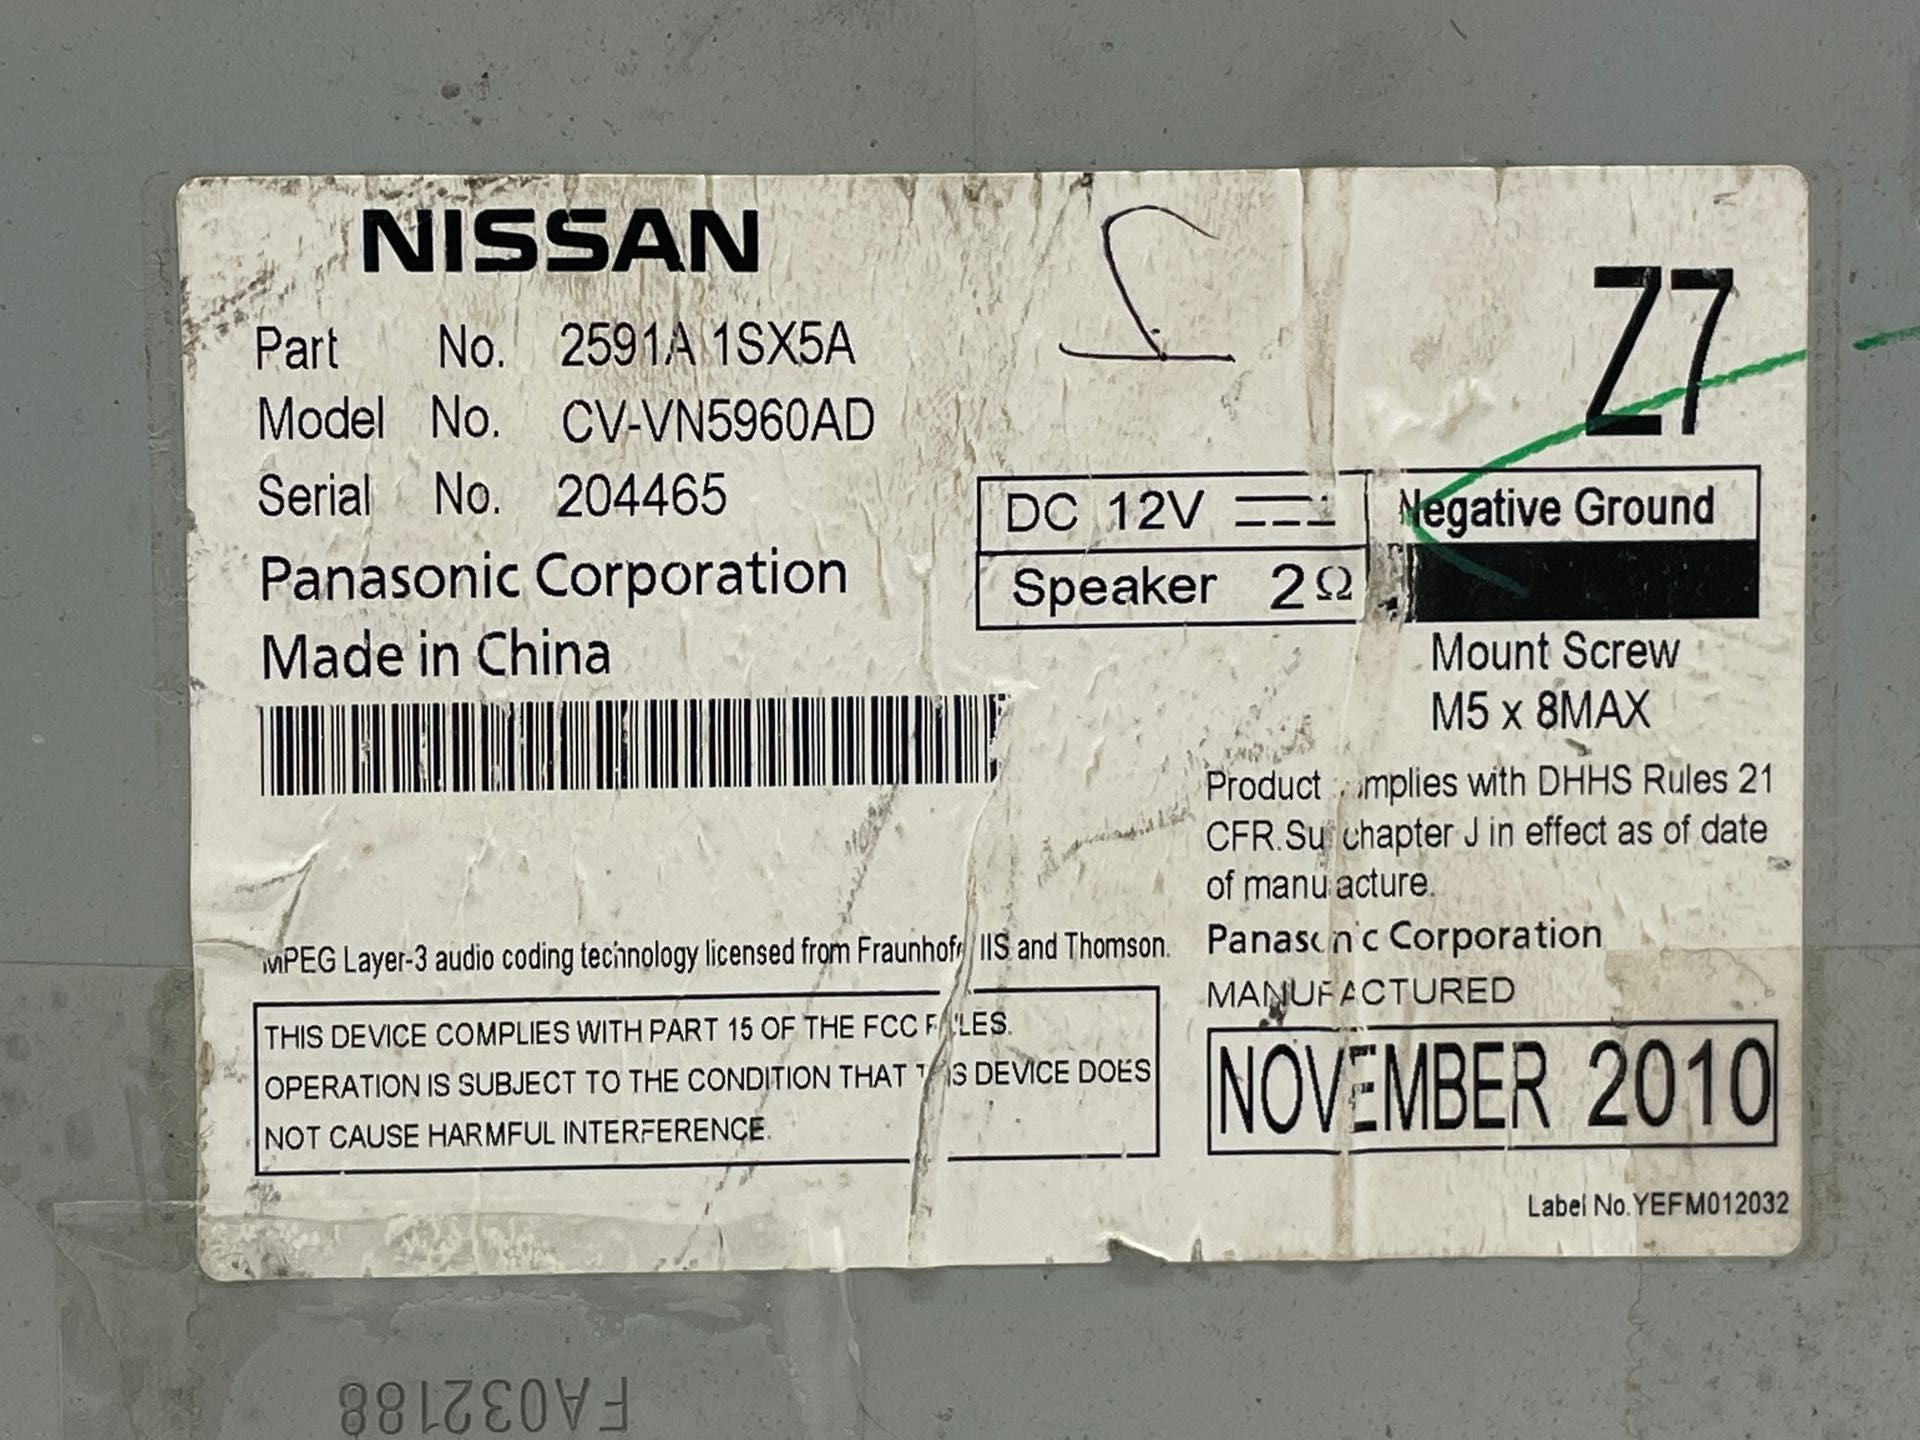 NISSAN
Part No. 2591A 1SX5A
Model No. CV-VN5960AD
Serial No. 204465
Panasonic Corporation
Made in China
Z7
DC 12V Negative Ground
Speaker 2Ω
Mount Screw
M5 x 8MAX
Product complies with DHHS Rules 21
CFR.Subchapter J in effect as of date
of manufacture.
Panasonic Corporation
MANUFACTURED
NOVEMBER 2010
MPEG Layer-3 audio coding technology licensed from Fraunhofer IIS and Thomson.
THIS DEVICE COMPLIES WITH PART 15 OF THE FCC RULES.
OPERATION IS SUBJECT TO THE CONDITION THAT THIS DEVICE DOES
NOT CAUSE HARMFUL INTERFERENCE.
Label No.YEFM012032
FA032188